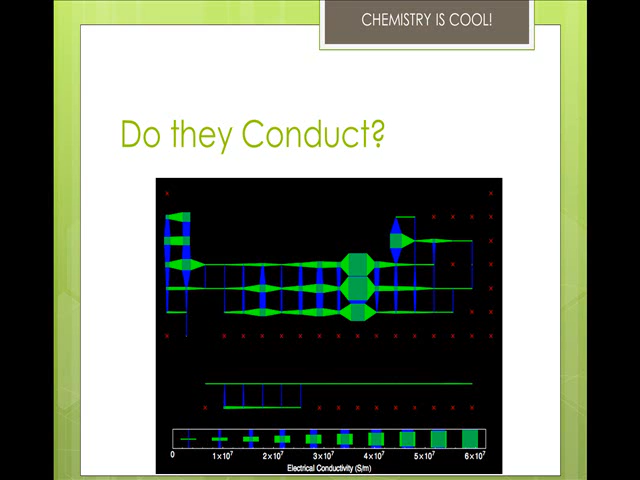 CHEMISTRY IS COOL!
Do they Conduct?
0 1×10⁷ 2×10⁷ 3×10⁷ 4×10⁷ 5×10⁷ 6×10⁷
Electrical Conductivity (S/m)